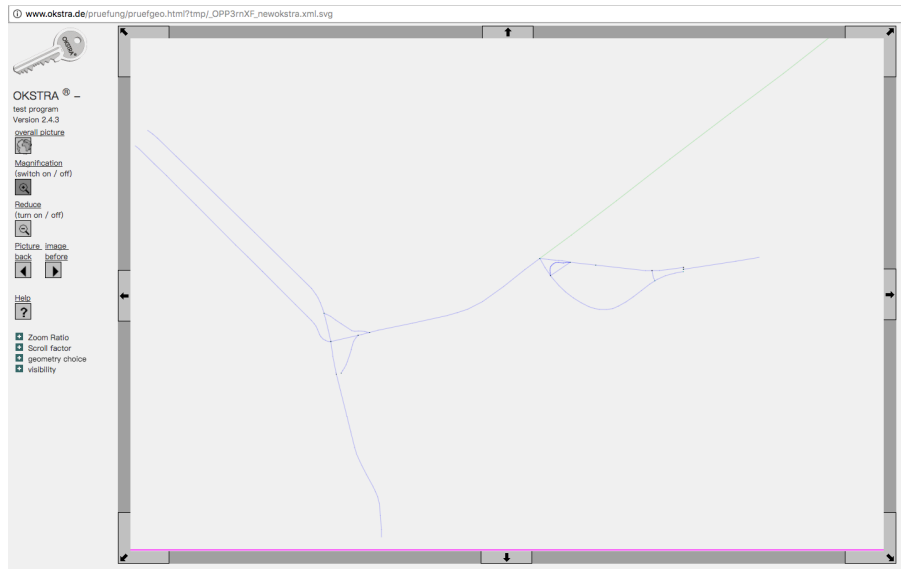 www.okstra.de/pruefung/pruefgeo.html?tmp/_OPP3rnXF_newokstra.xml.svg
OKSTRA
OKSTRA ® –
test program
Version 2.4.3
overall picture
Magnification
(switch on / off)
Reduce
(turn on / off)
Picture Image
back before
Help
?
Zoom Ratio
Scroll factor
geometry choice
visibility